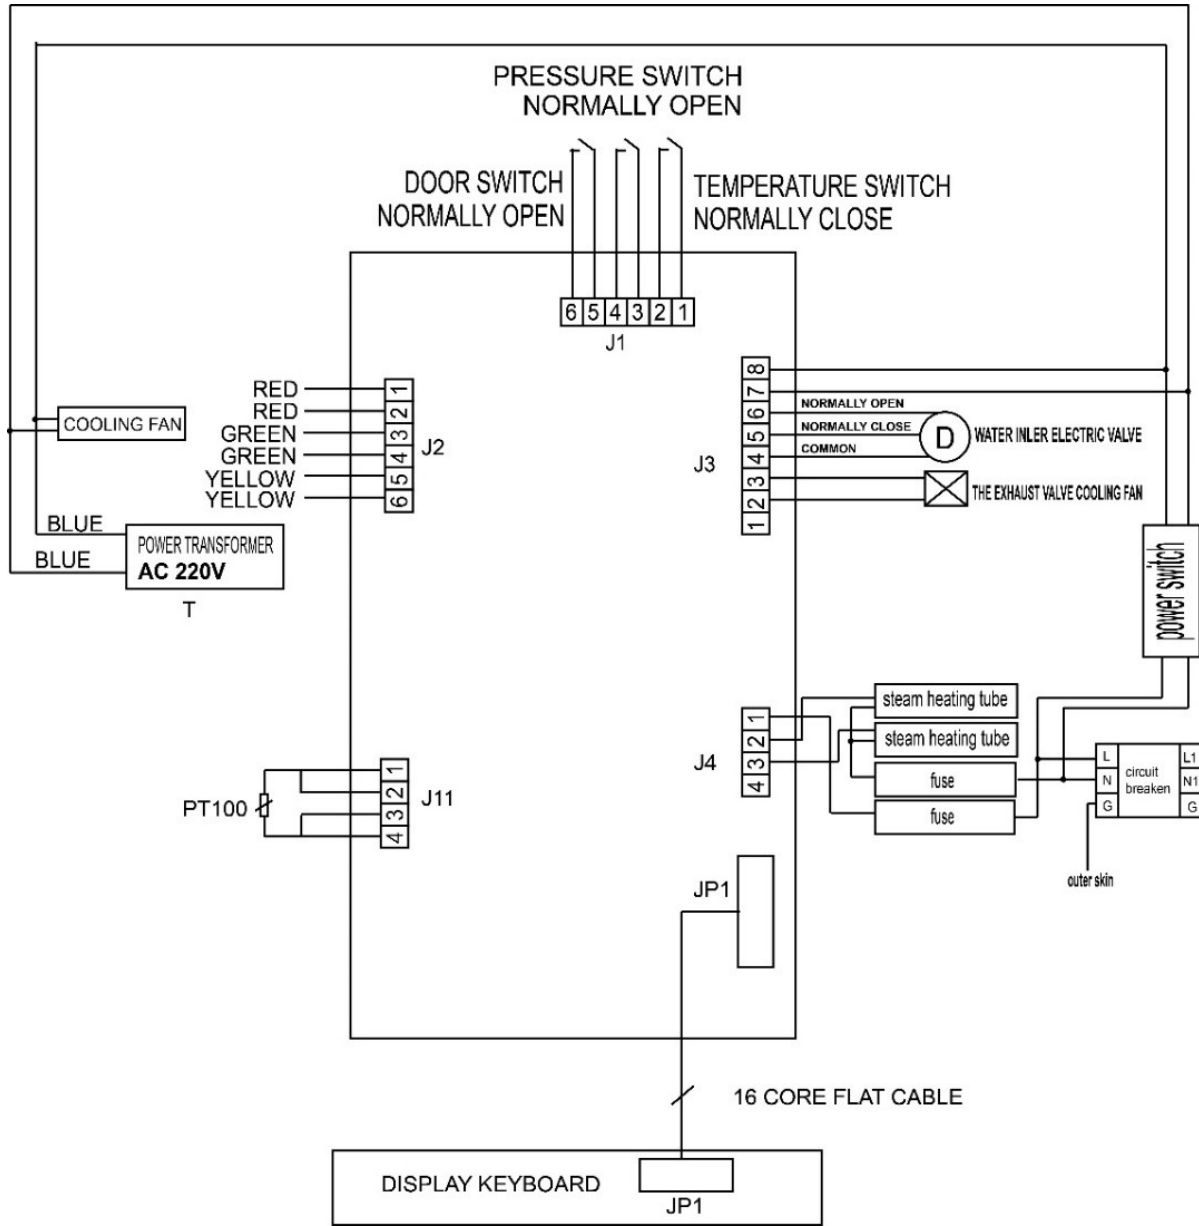 PRESSURE SWITCH
NORMALLY OPEN
DOOR SWITCH
NORMALLY OPEN
TEMPERATURE SWITCH
NORMALLY CLOSE
6 5 4 3 2 1
J1
RED
RED
GREEN
GREEN
YELLOW
YELLOW
1
2
3
4
5
6
J2
COOLING FAN
BLUE
BLUE
POWER TRANSFORMER
AC 220V
T
8
7
6
5
4
3
2
1
J3
NORMALLY OPEN
NORMALLY CLOSE
COMMON
D
WATER INLER ELECTRIC VALVE
THE EXHAUST VALVE COOLING FAN
power switch
1
2
3
4
J4
steam heating tube
steam heating tube
fuse
fuse
L
N
G
circuit
breaken
L1
N1
G
outer skin
PT100
1
2
3
4
J11
JP1
16 CORE FLAT CABLE
DISPLAY KEYBOARD
JP1